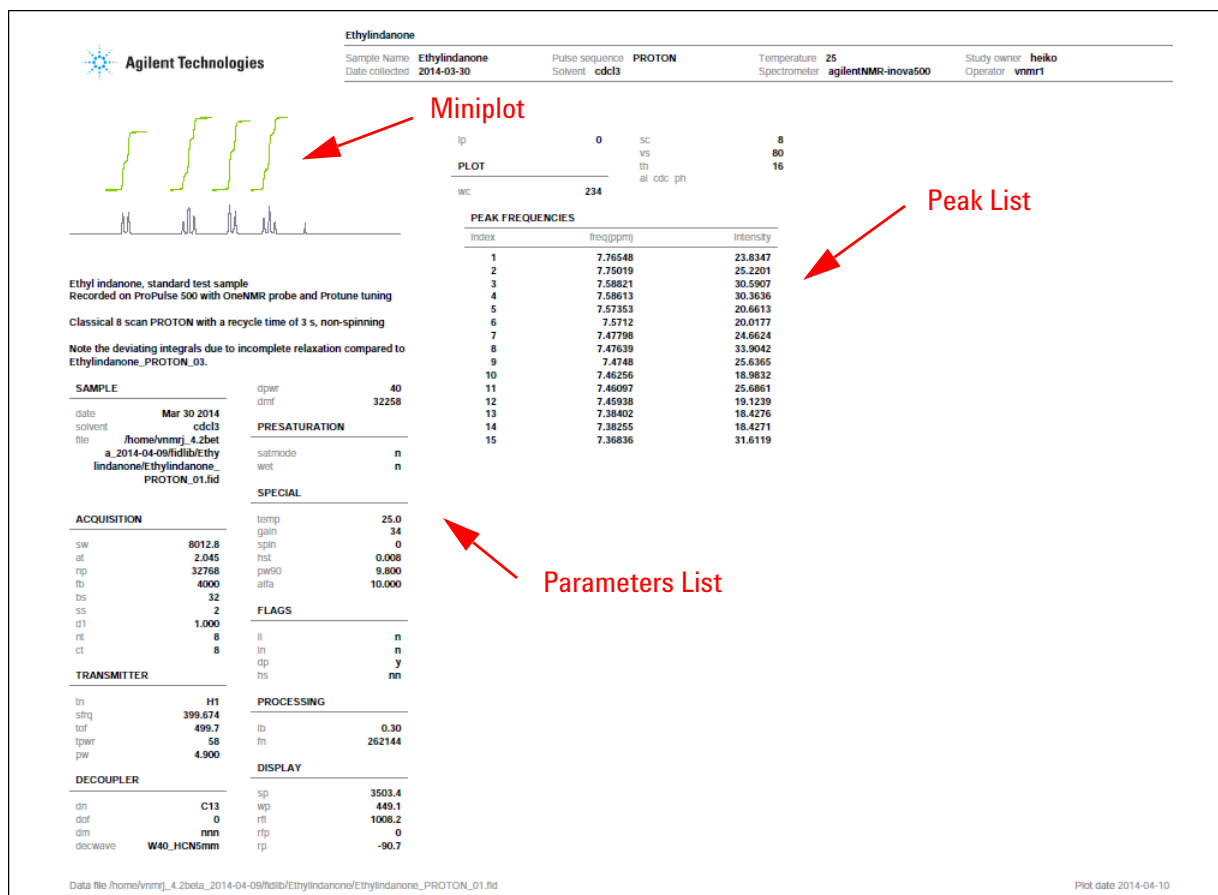 Ethylindanone
Agilent Technologies
Sample Name Ethylindanone Pulse sequence PROTON Temperature 25 Study owner heiko
Date collected 2014-03-30 Solvent cdcl3 Spectrometer agilentNMR-inova500 Operator vnmr1
Miniplot
Peak List
Parameters List
Ethyl indanone, standard test sample
Recorded on ProPulse 500 with OneNMR probe and Protune tuning
Classical 8 scan PROTON with a recycle time of 3 s, non-spinning
Note the deviating integrals due to incomplete relaxation compared to
Ethylindanone_PROTON_03.
SAMPLE
date Mar 30 2014
solvent cdcl3
file /home/vnmrj_4.2bet
a_2014-04-09/fidlib/Ethy
lindanone/Ethylindanone_
PROTON_01.fid
ACQUISITION
sw 8012.8
at 2.045
np 32768
fb 4000
bs 32
ss 2
d1 1.000
nt 8
ct 8
TRANSMITTER
tn H1
sfrq 399.674
tof 499.7
tpwr 58
pw 4.900
DECOUPLER
dn C13
dof 0
dm nnn
decwave W40_HCN5mm
dpwr 40
dmf 32258
PRESATURATION
satmode n
wet n
SPECIAL
temp 25.0
gain 34
spin 0
hst 0.008
pw90 9.800
alfa 10.000
FLAGS
il n
in n
dp y
hs nn
PROCESSING
lb 0.30
fn 262144
DISPLAY
sp 3503.4
wp 449.1
rfl 1008.2
rfp 0
rp -90.7
lp 0
PLOT
wc 234
sc 8
vs 80
th 16
ai cdc ph
PEAK FREQUENCIES
index freq(ppm) intensity
1 7.76548 23.8347
2 7.75019 25.2201
3 7.58821 30.5907
4 7.58613 30.3636
5 7.57353 20.6613
6 7.5712 20.0177
7 7.47798 24.6624
8 7.47639 33.9042
9 7.4748 25.6365
10 7.46256 18.9832
11 7.46097 25.6861
12 7.45938 19.1239
13 7.38402 18.4276
14 7.38255 18.4271
15 7.36836 31.6119
Data file /home/vnmrj_4.2beta_2014-04-09/fidlib/Ethylindanone/Ethylindanone_PROTON_01.fid
Plot date 2014-04-10